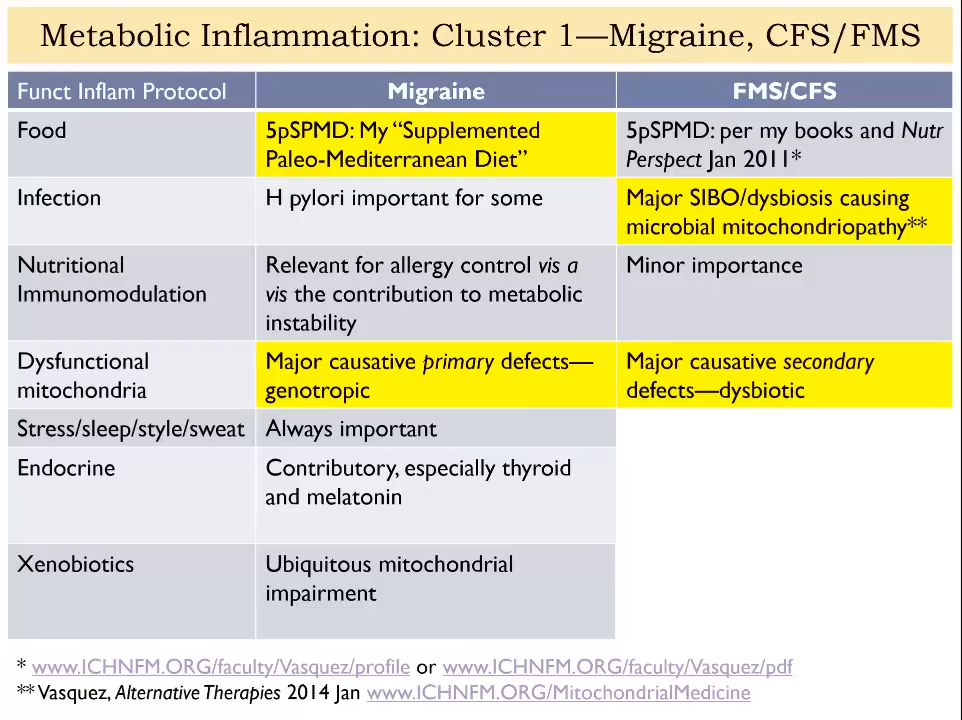 Metabolic Inflammation: Cluster 1—Migraine, CFS/FMS
Funct Inflam Protocol
Migraine
FMS/CFS
Food
5pSPMD: My “Supplemented
Paleo-Mediterranean Diet”
5pSPMD: per my books and Nutr
Perspect Jan 2011*
Infection
H pylori important for some
Major SIBO/dysbiosis causing
microbial mitochondriopathy**
Nutritional
Immunomodulation
Relevant for allergy control vis a
vis the contribution to metabolic
instability
Minor importance
Dysfunctional
mitochondria
Major causative primary defects—
genotropic
Major causative secondary
defects—dysbiotic
Stress/sleep/style/sweat
Always important
Endocrine
Contributory, especially thyroid
and melatonin
Xenobiotics
Ubiquitous mitochondrial
impairment
* www.ICHNFM.ORG/faculty/Vasquez/profile or www.ICHNFM.ORG/faculty/Vasquez/pdf
** Vasquez, Alternative Therapies 2014 Jan www.ICHNFM.ORG/MitochondrialMedicine